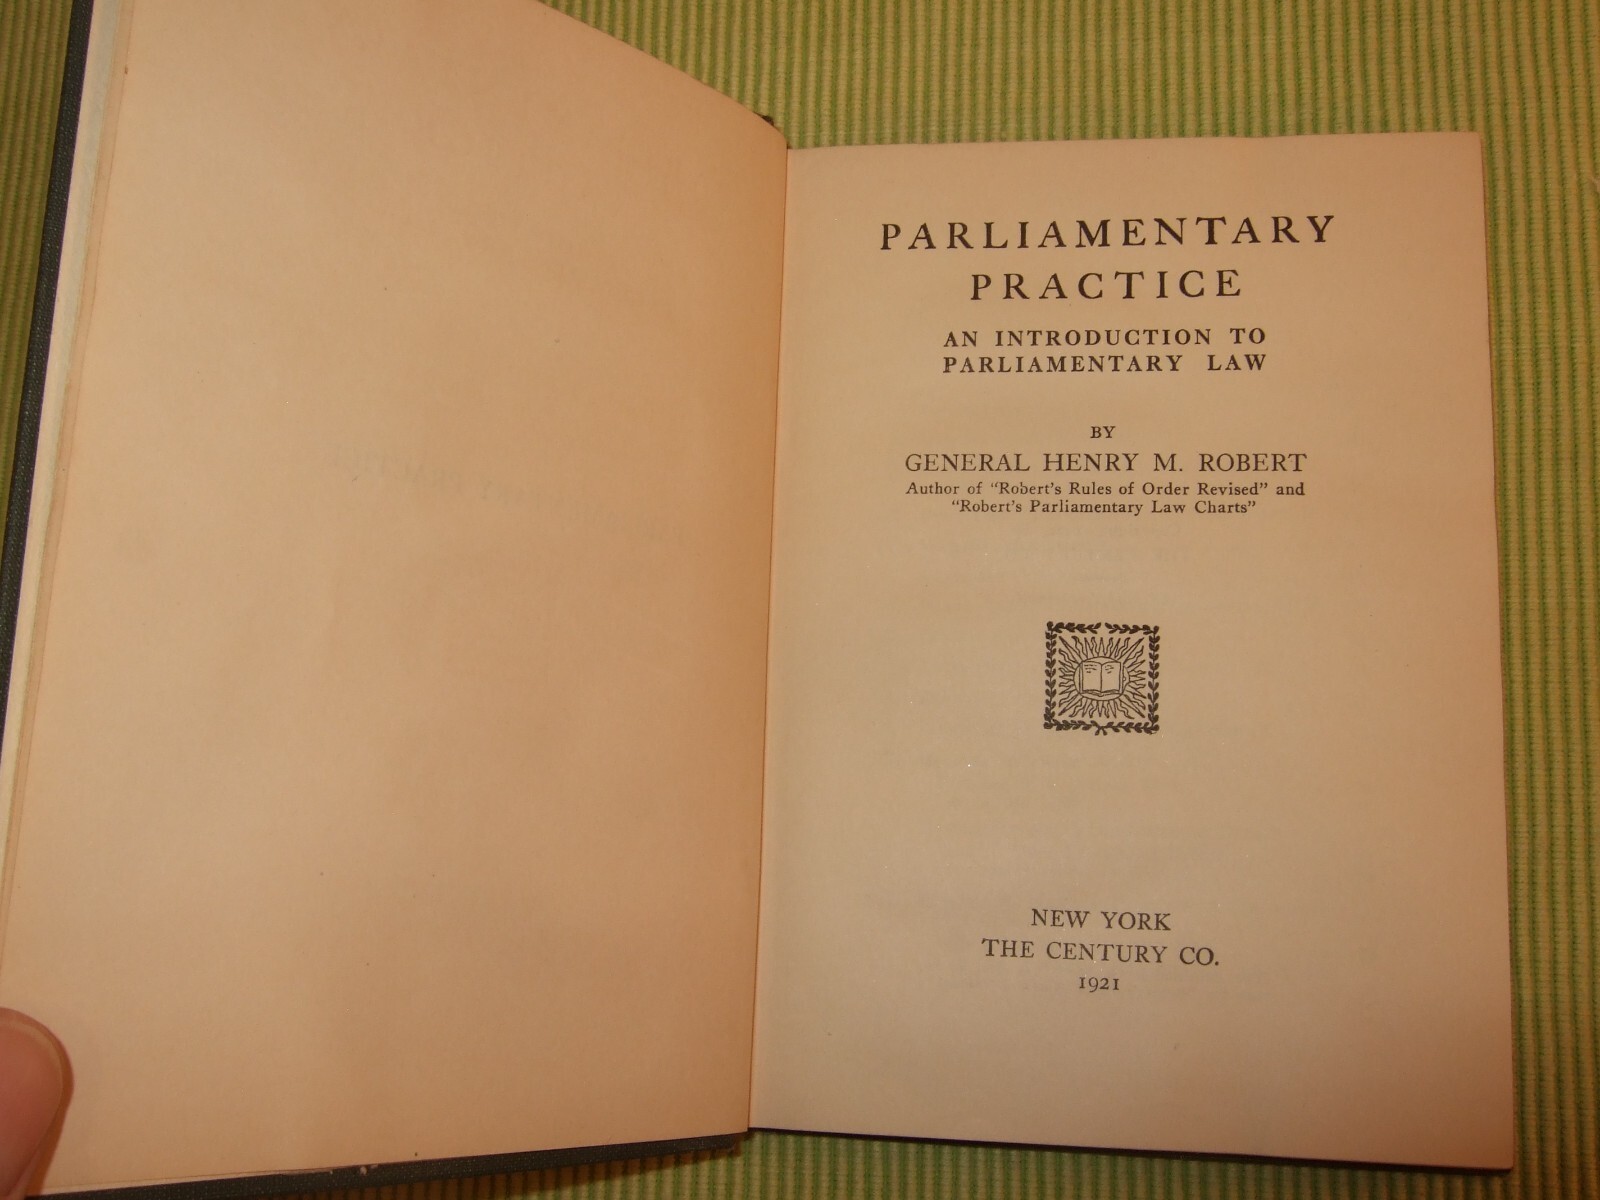 PARLIAMENTARY
PRACTICE
AN INTRODUCTION TO
PARLIAMENTARY LAW
BY
GENERAL HENRY M. ROBERT
Author of "Robert's Rules of Order Revised" and
"Robert's Parliamentary Law Charts"
NEW YORK
THE CENTURY CO.
1921